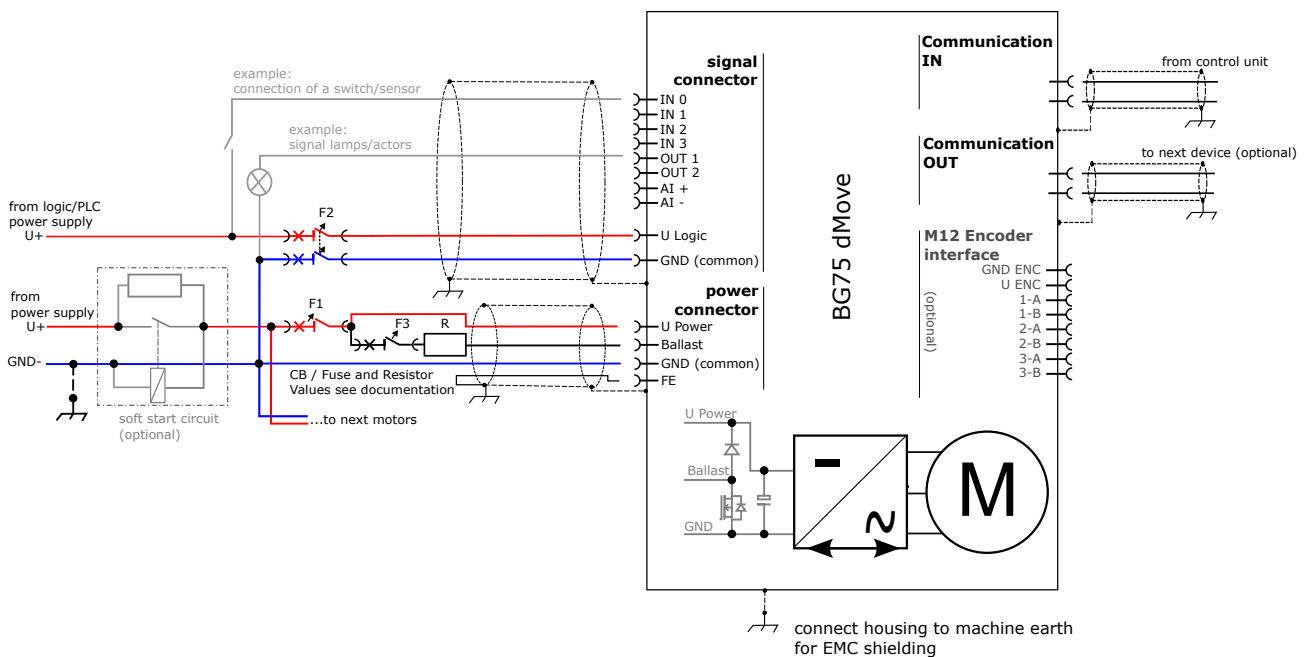 example:
connection of a switch/sensor
example:
signal lamps/actors
from logic/PLC
power supply
U+
F2
from
power supply
U+
GND-
F1
F3
R
CB / Fuse and Resistor
Values see documentation
soft start circuit
(optional)
...to next motors
signal
connector
IN 0
IN 1
IN 2
IN 3
OUT 1
OUT 2
AI +
AI -
U Logic
GND (common)
power
connector
U Power
Ballast
GND (common)
FE
BG75 dMove
Communication
IN
from control unit
Communication
OUT
to next device (optional)
M12 Encoder
interface
(optional)
GND ENC
U ENC
1-A
1-B
2-A
2-B
3-A
3-B
U Power
Ballast
GND
M
connect housing to machine earth
for EMC shielding